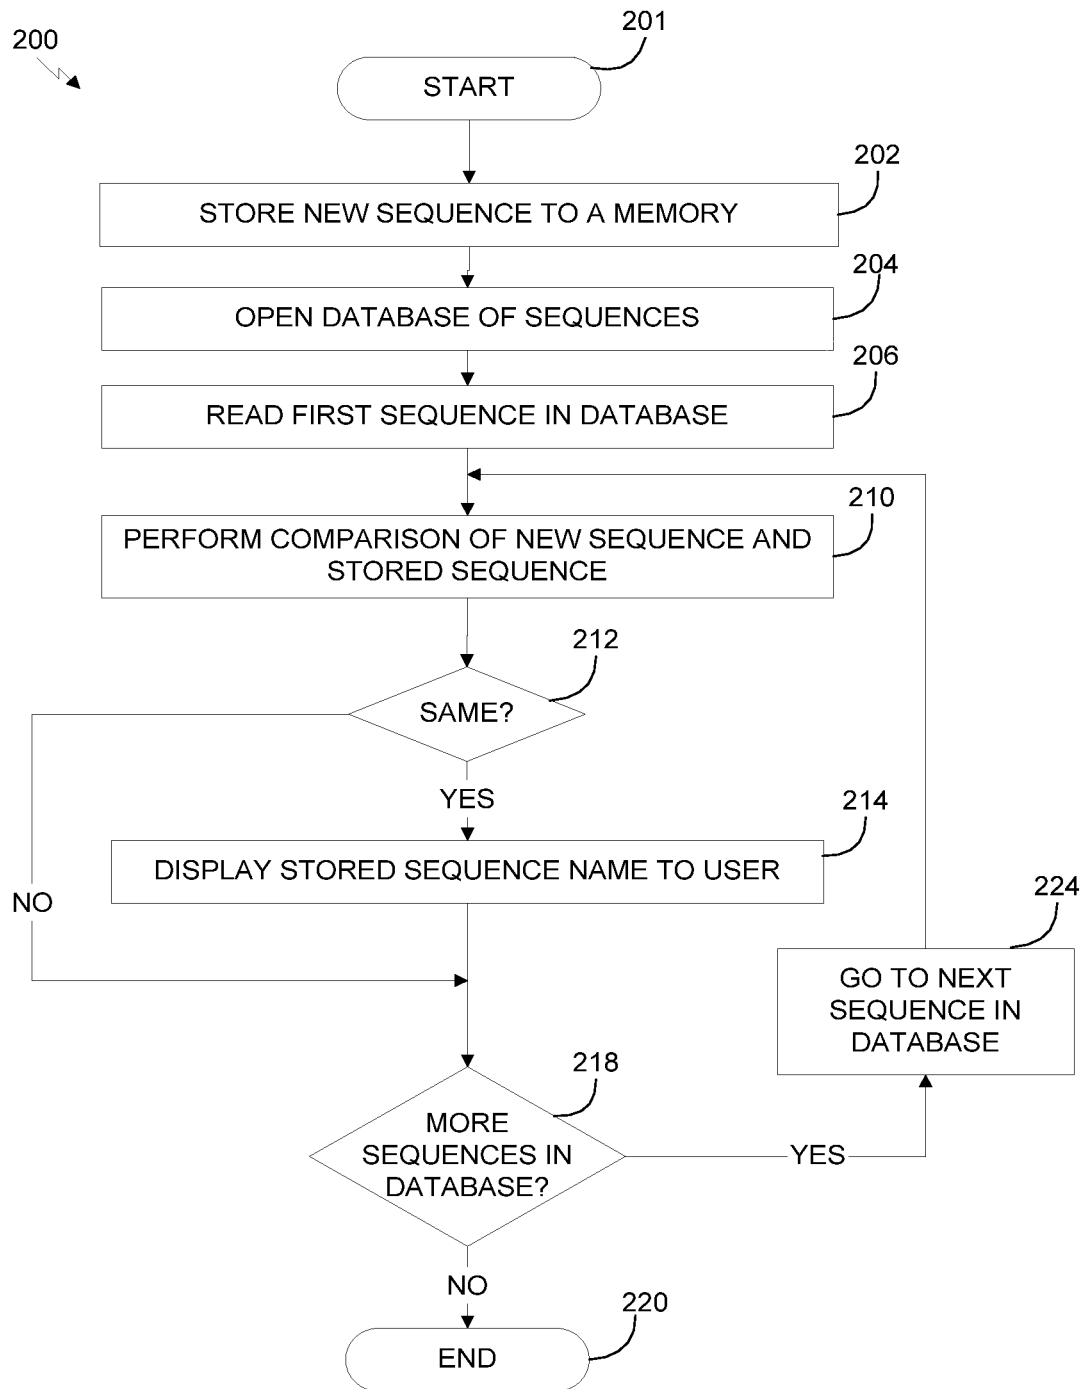 200
201
START
202
STORE NEW SEQUENCE TO A MEMORY
204
OPEN DATABASE OF SEQUENCES
206
READ FIRST SEQUENCE IN DATABASE
210
PERFORM COMPARISON OF NEW SEQUENCE AND
STORED SEQUENCE
212
SAME?
YES
214
DISPLAY STORED SEQUENCE NAME TO USER
NO
224
GO TO NEXT
SEQUENCE IN
DATABASE
218
MORE
SEQUENCES IN
DATABASE?
YES
NO
220
END